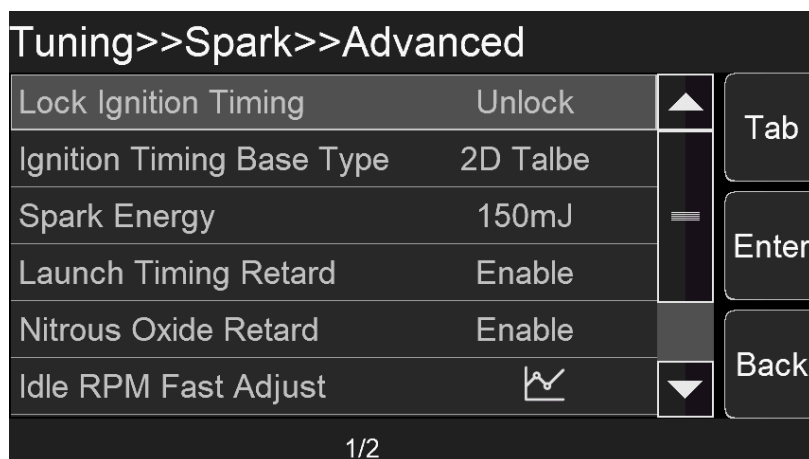 Tuning>>Spark>>Advanced
Lock Ignition Timing Unlock
Ignition Timing Base Type 2D Talbe
Spark Energy 150mJ
Launch Timing Retard Enable
Nitrous Oxide Retard Enable
Idle RPM Fast Adjust
Tab
Enter
Back
1/2